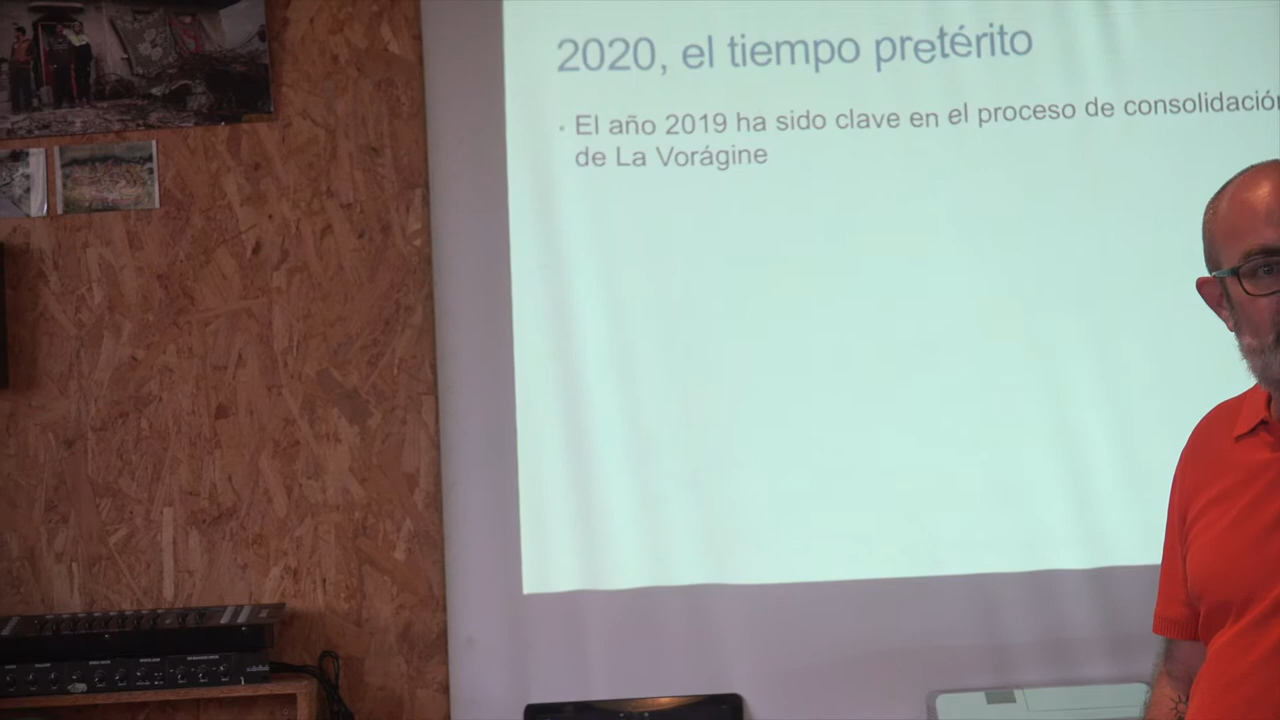 2020, el tiempo pretérito
· El año 2019 ha sido clave en el proceso de consolidación
de La Vorágine